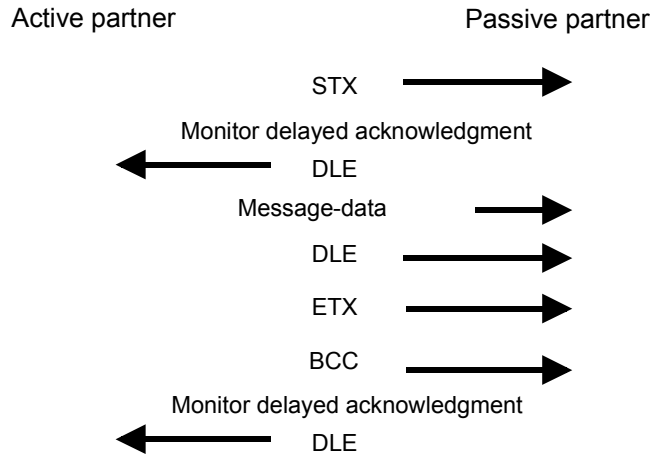 Active partner
Passive partner
STX
Monitor delayed acknowledgment
DLE
Message-data
DLE
ETX
BCC
Monitor delayed acknowledgment
DLE